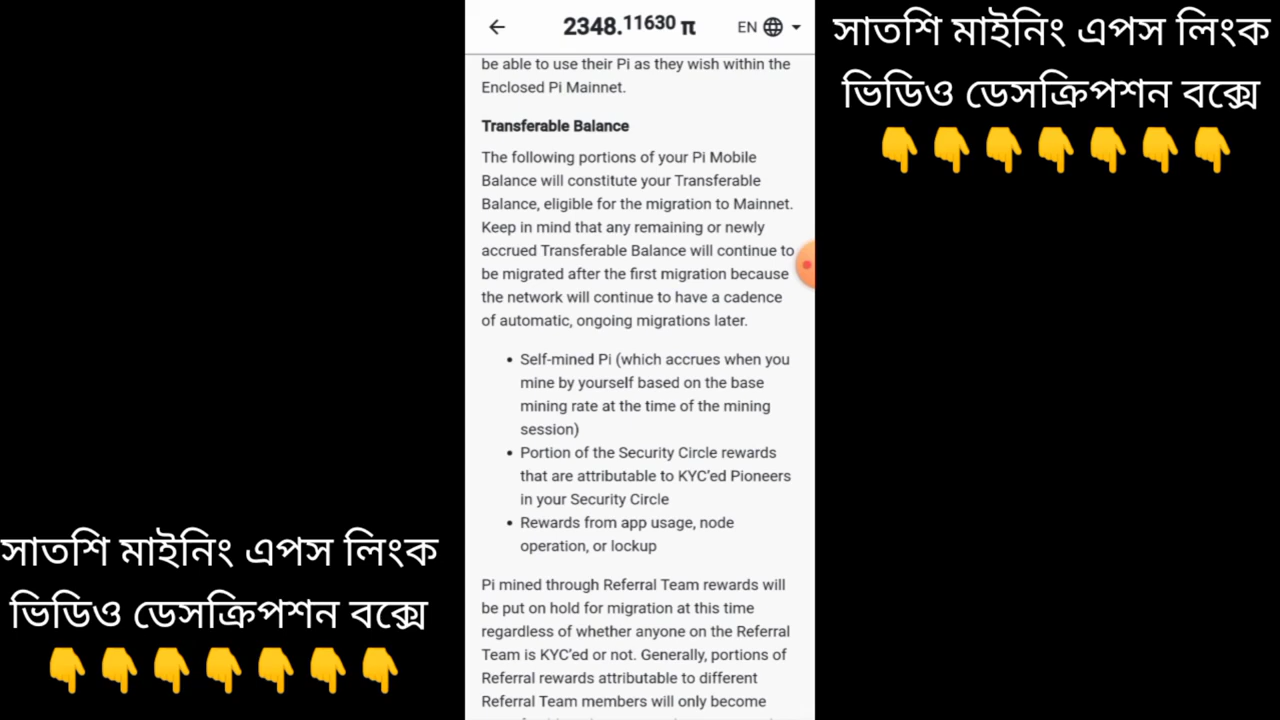 2348.11630 π
EN
be able to use their Pi as they wish within the
Enclosed Pi Mainnet.
Transferable Balance
The following portions of your Pi Mobile
Balance will constitute your Transferable
Balance, eligible for the migration to Mainnet.
Keep in mind that any remaining or newly
accrued Transferable Balance will continue to
be migrated after the first migration because
the network will continue to have a cadence
of automatic, ongoing migrations later.
• Self-mined Pi (which accrues when you
mine by yourself based on the base
mining rate at the time of the mining
session)
• Portion of the Security Circle rewards
that are attributable to KYC’ed Pioneers
in your Security Circle
• Rewards from app usage, node
operation, or lockup
Pi mined through Referral Team rewards will
be put on hold for migration at this time
regardless of whether anyone on the Referral
Team is KYC’ed or not. Generally, portions of
Referral rewards attributable to different
Referral Team members will only become
সাতশি মাইনিং এপস লিংক
ভিডিও ডেসক্রিপশন বক্সে
👇👇👇👇👇👇👇
সাতশি মাইনিং এপস লিংক
ভিডিও ডেসক্রিপশন বক্সে
👇👇👇👇👇👇👇